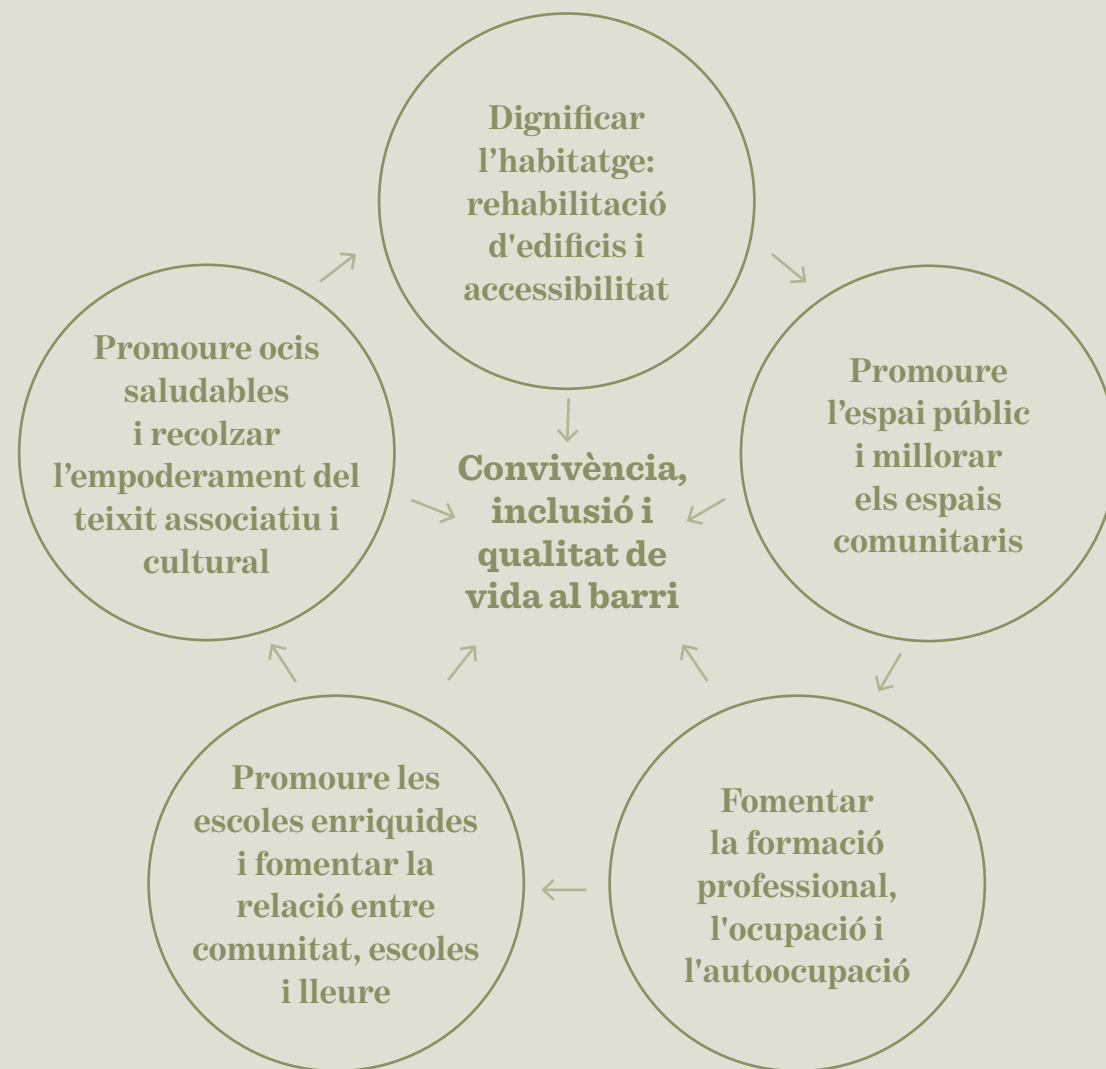 Dignificar
l’habitatge:
rehabilitació
d'edificis i
accessibilitat
Promoure ocis
saludables
i recolzar
l’empoderament del
teixit associatiu i
cultural
Promoure
l’espai públic
i millorar
els espais
comunitaris
Convivència,
inclusió i
qualitat de
vida al barri
Promoure les
escoles enriquides
i fomentar la
relació entre
comunitat, escoles
i lleure
Fomentar
la formació
professional,
l'ocupació i
l'autoocupació